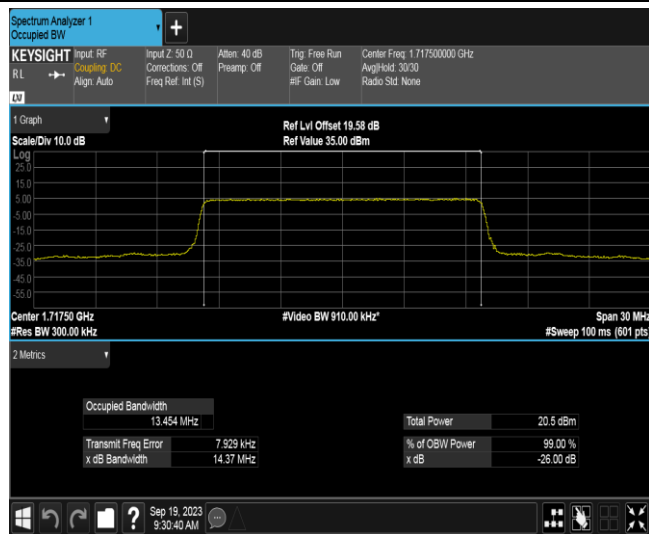 Spectrum Analyzer 1
Occupied BW
+
KEYSIGHT Input: RF Input Z: 50 Ω Atten: 40 dB Trig: Free Run Center Freq: 1.717500000 GHz
RL Coupling: DC Corrections: Off Preamp: Off Gate: Off Avg|Hold: 30/30
Align: Auto Freq Ref: Int (S) #IF Gain: Low Radio Std: None
LXI
1 Graph
Ref Lvl Offset 19.58 dB
Scale/Div 10.0 dB Ref Value 35.00 dBm
Log
25.0
15.0
5.00
-5.00
-15.0
-25.0
-35.0
-45.0
-55.0
Center 1.71750 GHz #Video BW 910.00 kHz* Span 30 MHz
#Res BW 300.00 kHz #Sweep 100 ms (601 pts)
2 Metrics
Occupied Bandwidth
13.454 MHz Total Power 20.5 dBm
Transmit Freq Error 7.929 kHz % of OBW Power 99.00 %
x dB Bandwidth 14.37 MHz x dB -26.00 dB
? Sep 19, 2023
9:30:40 AM